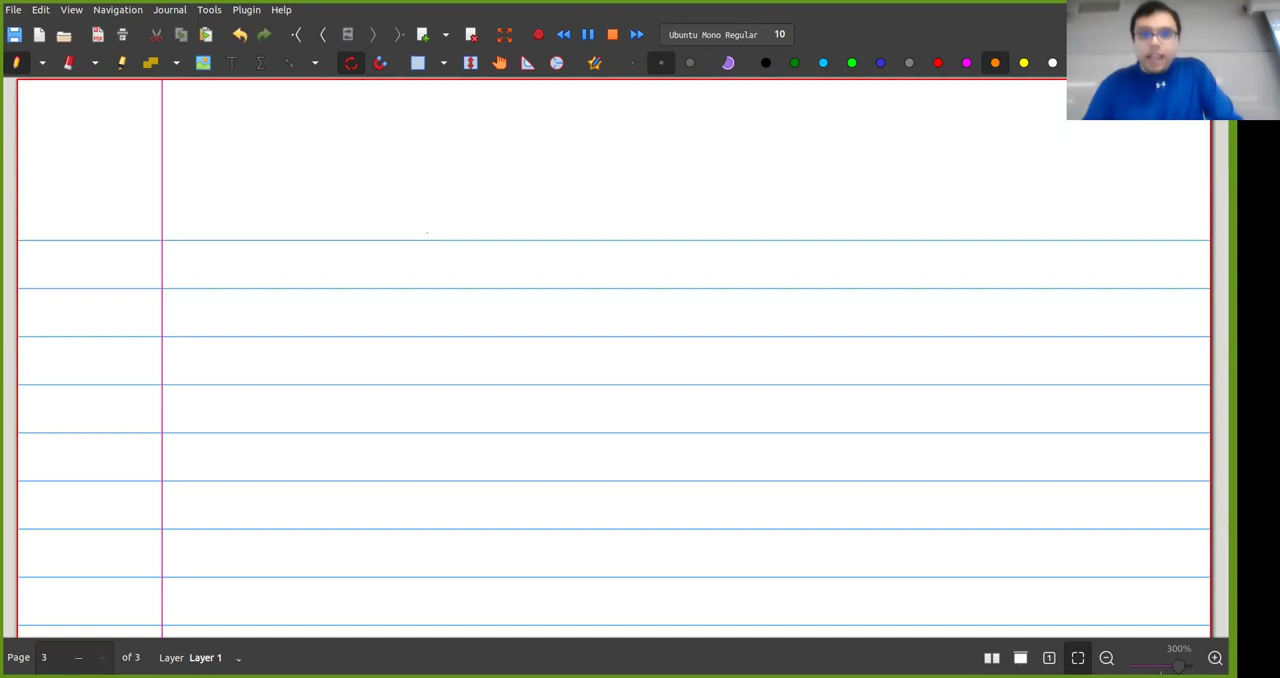 File Edit View Navigation Journal Tools Plugin Help
Ubuntu Mono Regular 10
Page 3 of 3 Layer Layer 1 300%